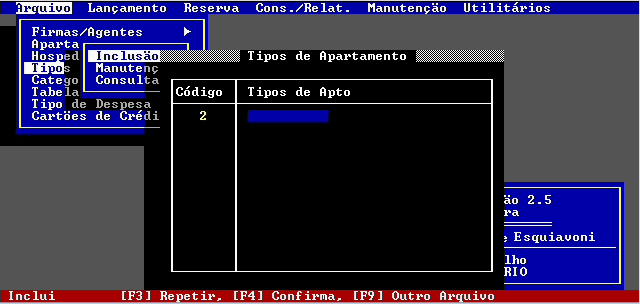 Arquivo Lançamento Reserva Cons./Relat. Manutenção Utilitários
Firmas/Agentes
Aparta
Hosped
Tipos
Catego
Tabela
Tipo de Despesa
Cartões de Crédi
Inclusão
Manutenç
Consulta
Tipos de Apartamento
Código Tipos de Apto
2
ão 2.5
ra
Esquiavoni
lho
RIO
Inclui [F3] Repetir, [F4] Confirma, [F9] Outro Arquivo